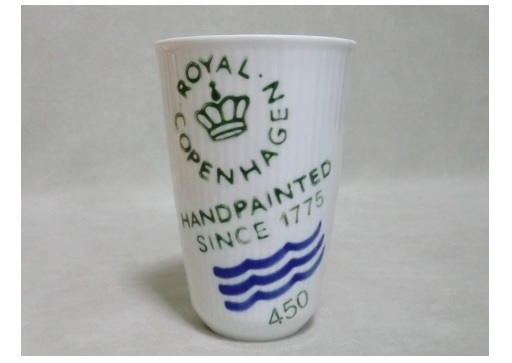 ROYAL.
COPENHAGEN
HANDPAINTED
SINCE 1775
450